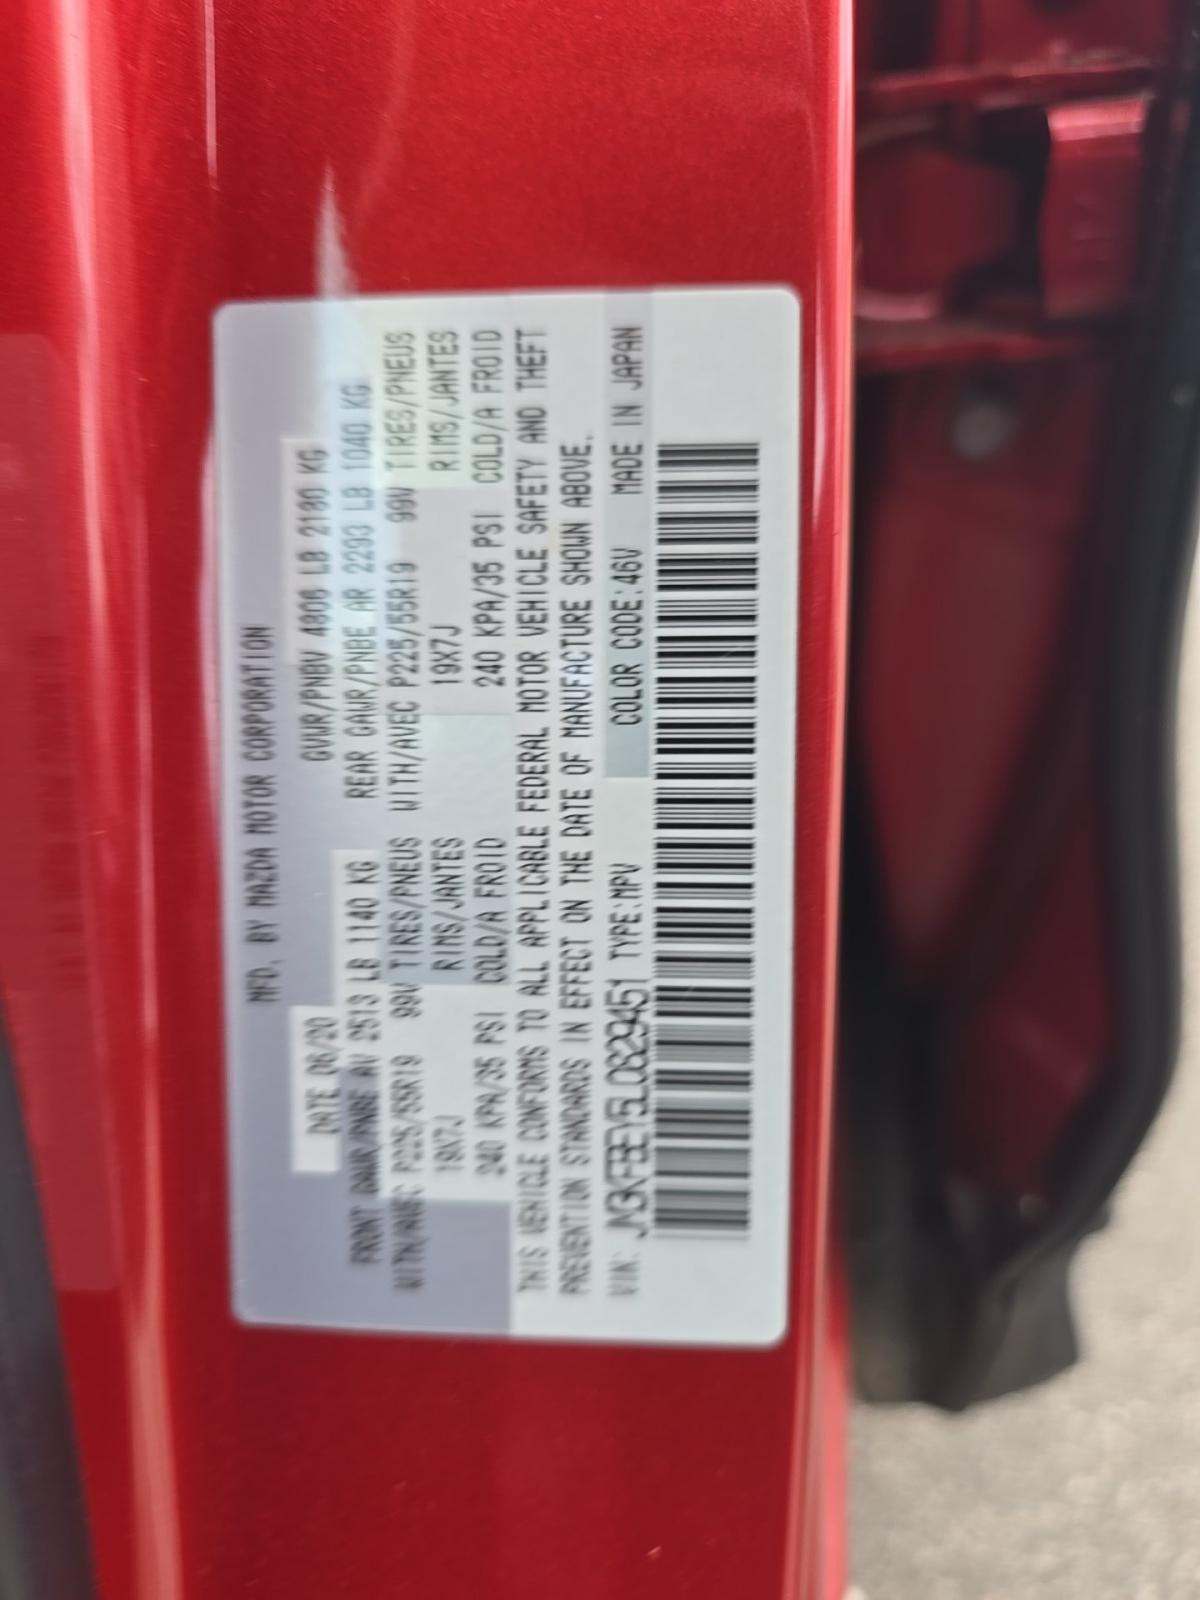 MFD. BY MAZDA MOTOR CORPORATION
DATE 06/20 GVWR/PNBV 4806 LB 2180 KG
FRONT GAWR/PNBE AV 2513 LB 1140 KG REAR GAWR/PNBE AR 2293 LB 1040 KG
WITH/AVEC P225/55R19 99V TIRES/PNEUS WITH/AVEC P225/55R19 99V TIRES/PNEUS
19X7J RIMS/JANTES 19X7J RIMS/JANTES
240 KPA/35 PSI COLD/A FROID 240 KPA/35 PSI COLD/A FROID
THIS VEHICLE CONFORMS TO ALL APPLICABLE FEDERAL MOTOR VEHICLE SAFETY AND THEFT
PREVENTION STANDARDS IN EFFECT ON THE DATE OF MANUFACTURE SHOWN ABOVE.
VIN: JM3KFBEY5L0829451 TYPE:MPV COLOR CODE:46V MADE IN JAPAN